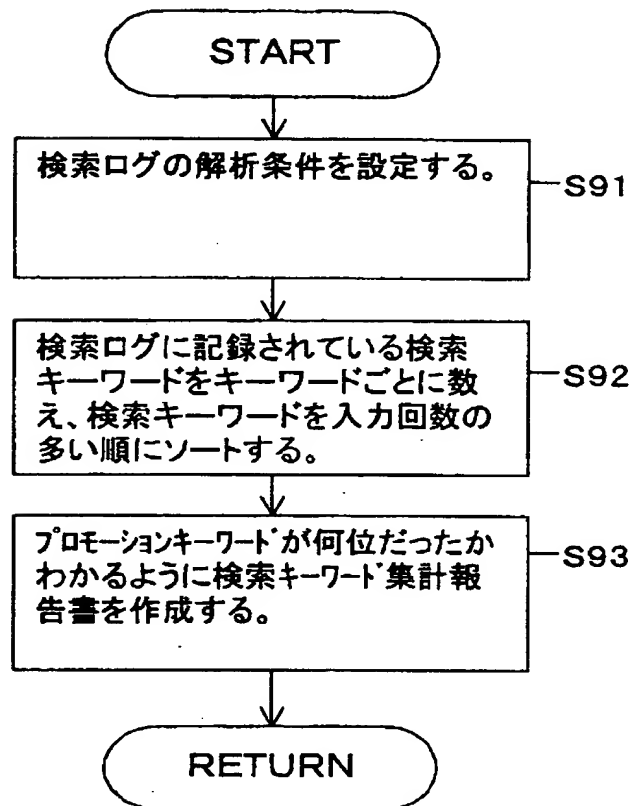 START
検索ログの解析条件を設定する。
S91
検索ログに記録されている検索
キーワードをキーワードごとに数
え、検索キーワードを入力回数の
多い順にソートする。
S92
プロモーションキーワードが何位だったか
わかるように検索キーワード集計報
告書を作成する。
S93
RETURN